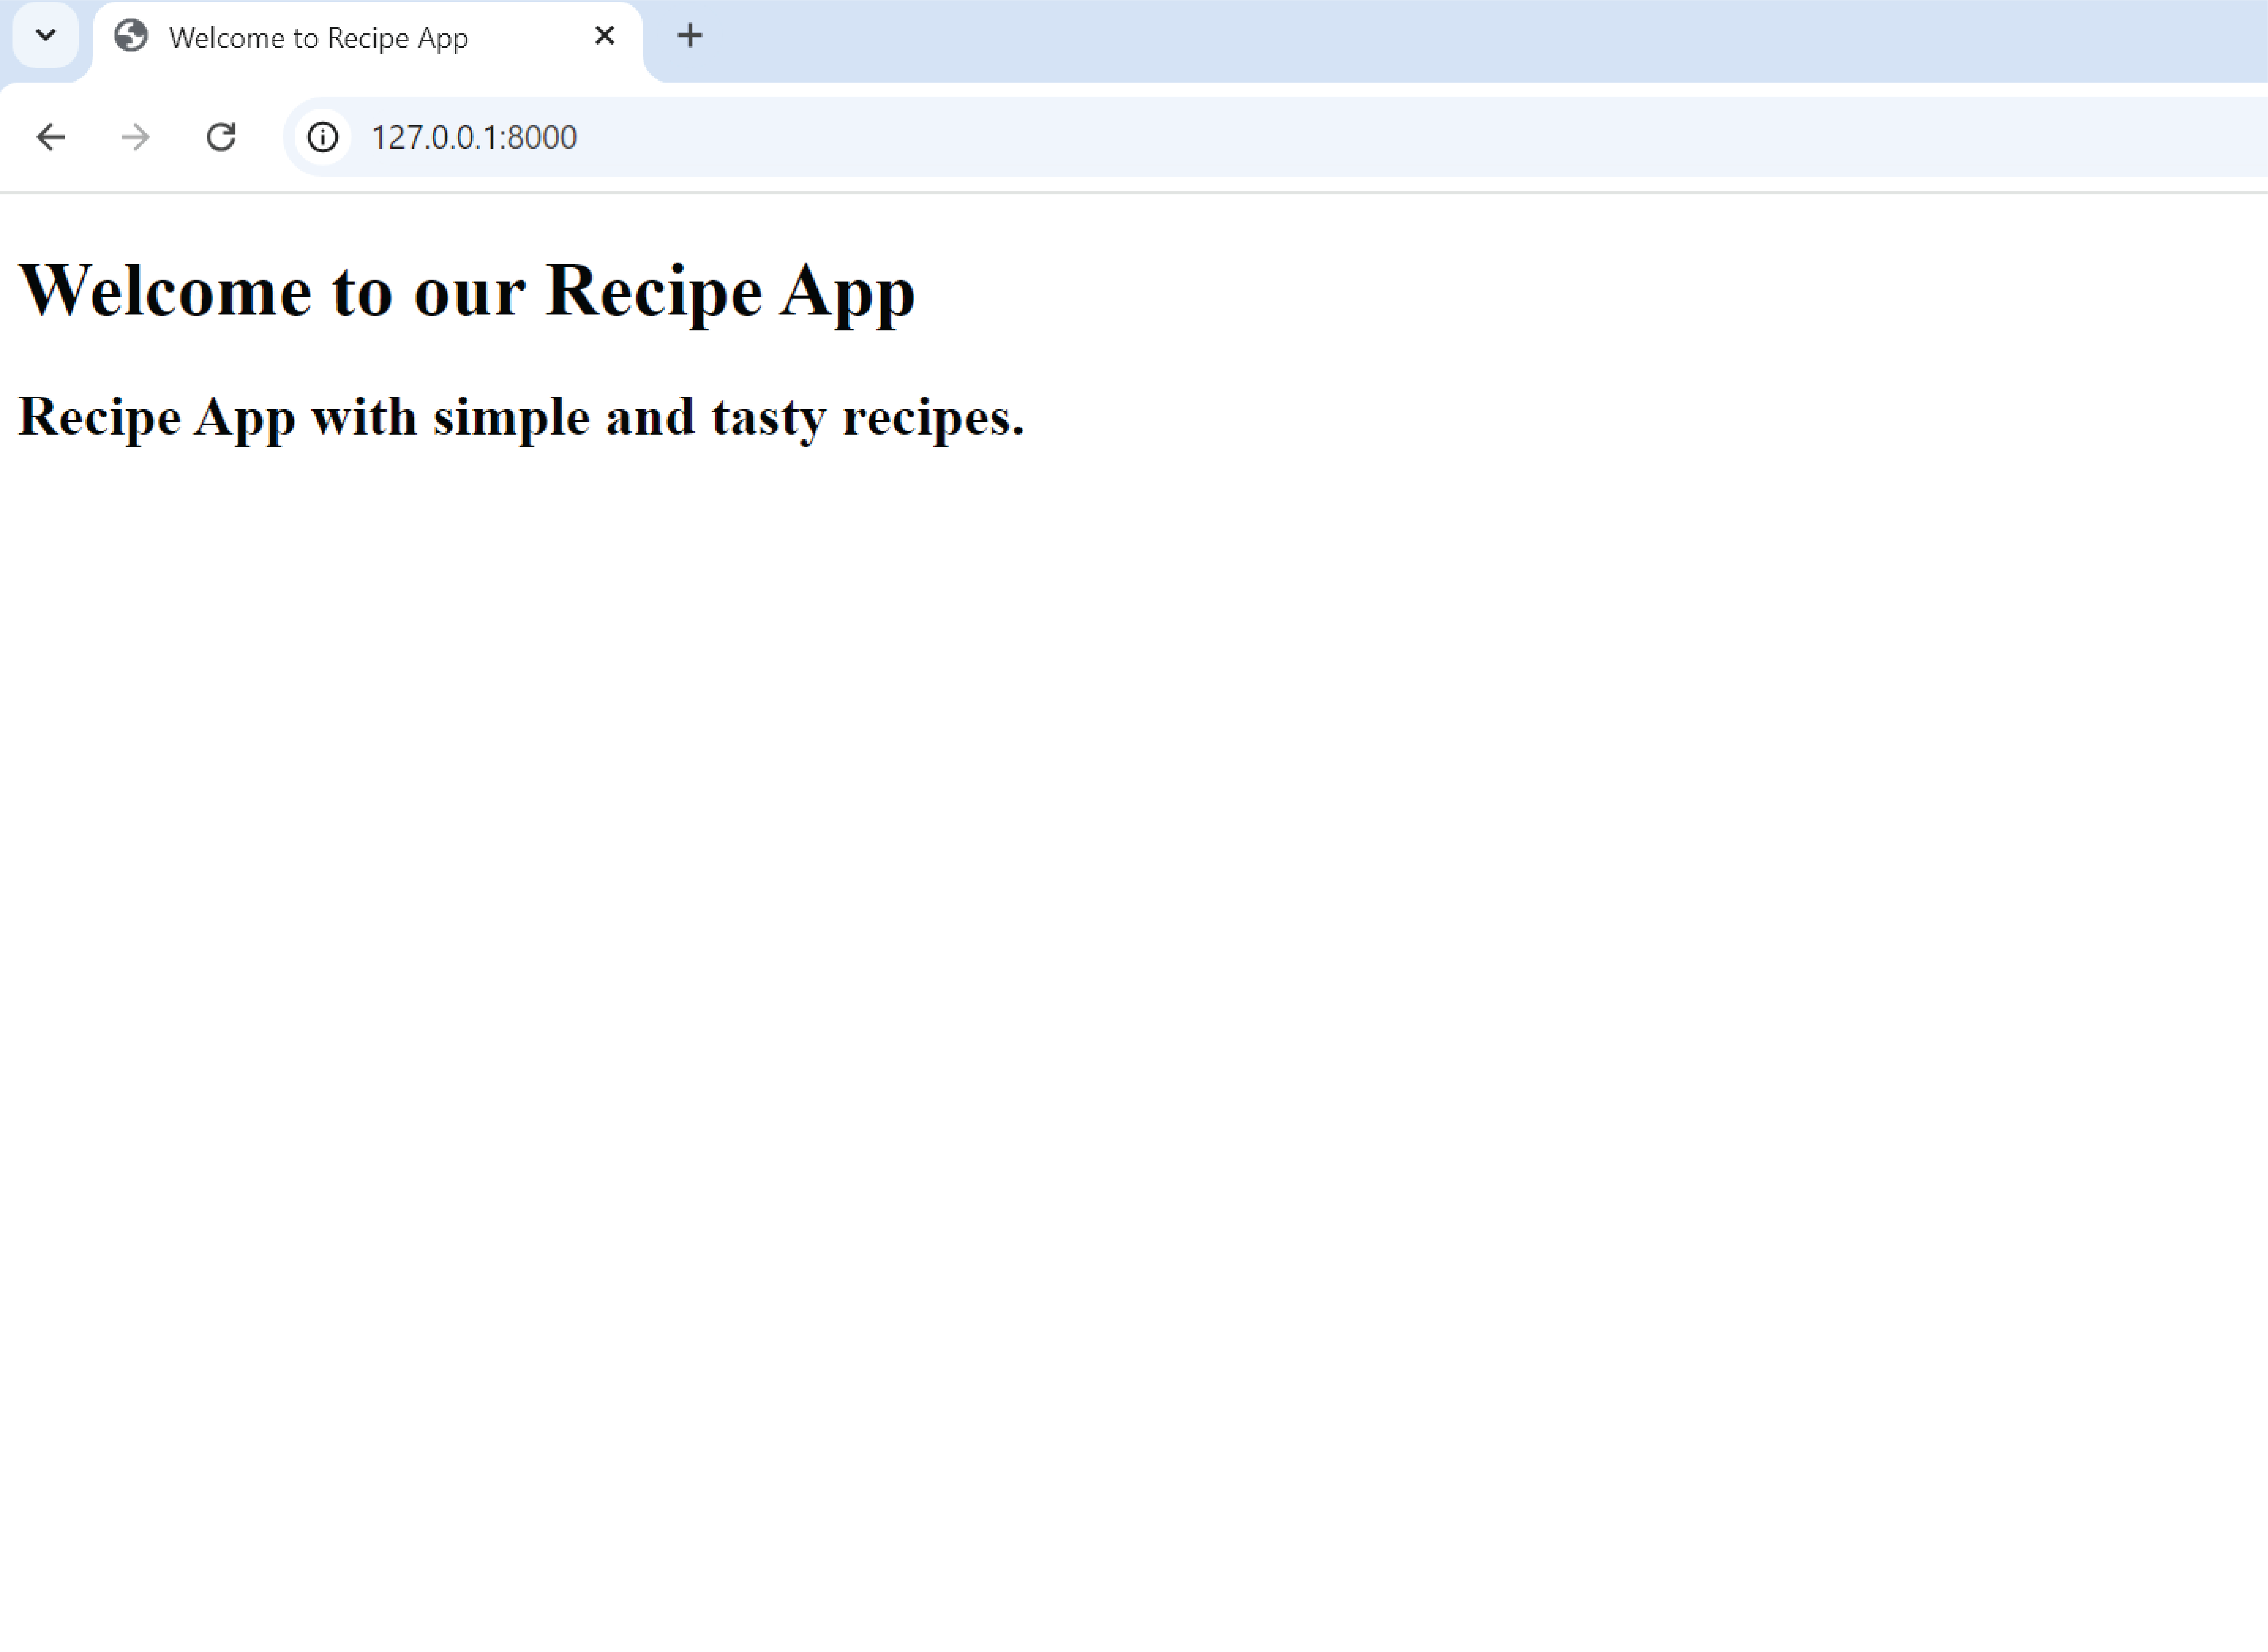 Welcome to Recipe App
127.0.0.1:8000
Welcome to our Recipe App
Recipe App with simple and tasty recipes.